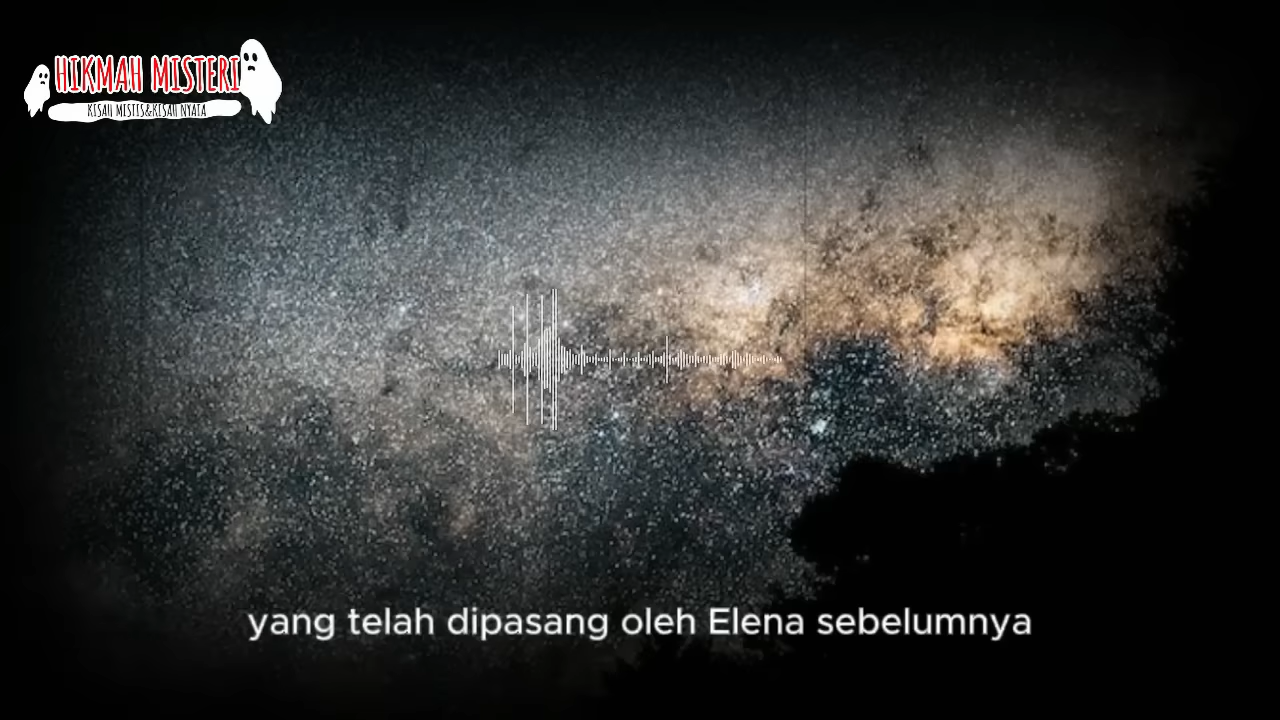 HIKMAH MISTERI
KISAH MISTIS&KISAH NYATA
yang telah dipasang oleh Elena sebelumnya